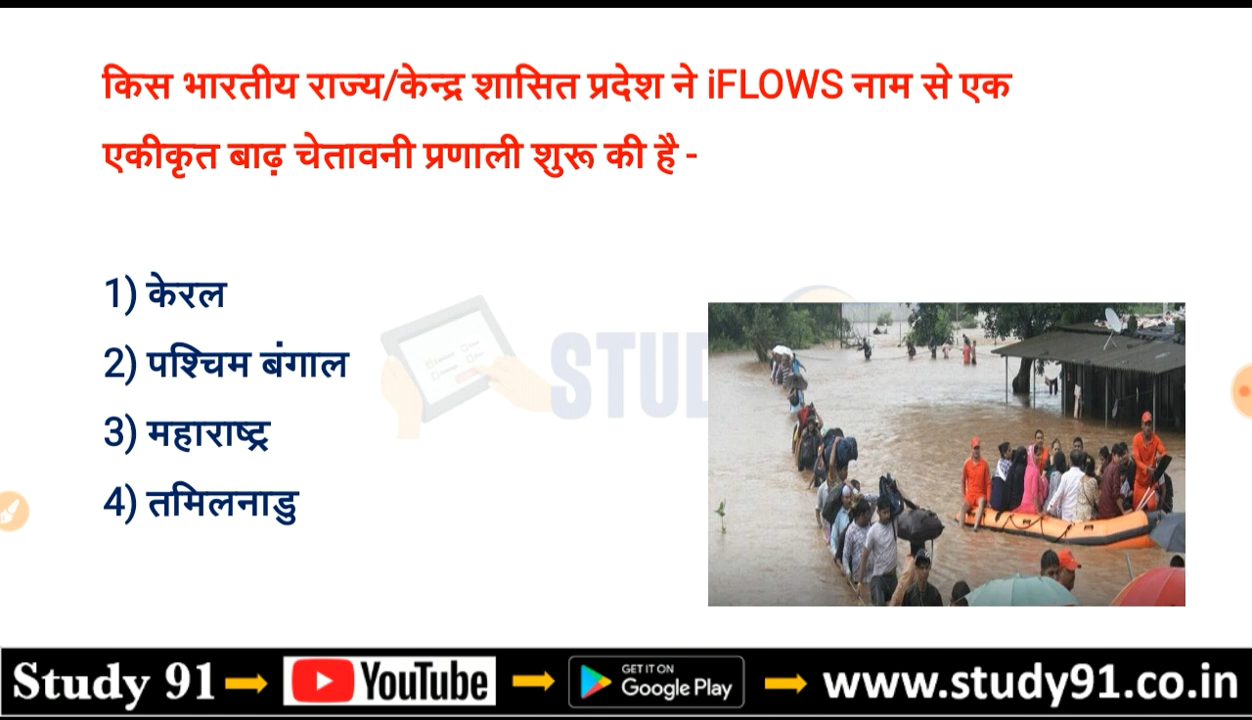 किस भारतीय राज्य/केन्द्र शासित प्रदेश ने iFLOWS नाम से एक
एकीकृत बाढ़ चेतावनी प्रणाली शुरू की है -
1) केरल
2) पश्चिम बंगाल
3) महाराष्ट्र
4) तमिलनाडु
STUD
Study 91
YouTube
GET IT ON
Google Play
www.study91.co.in